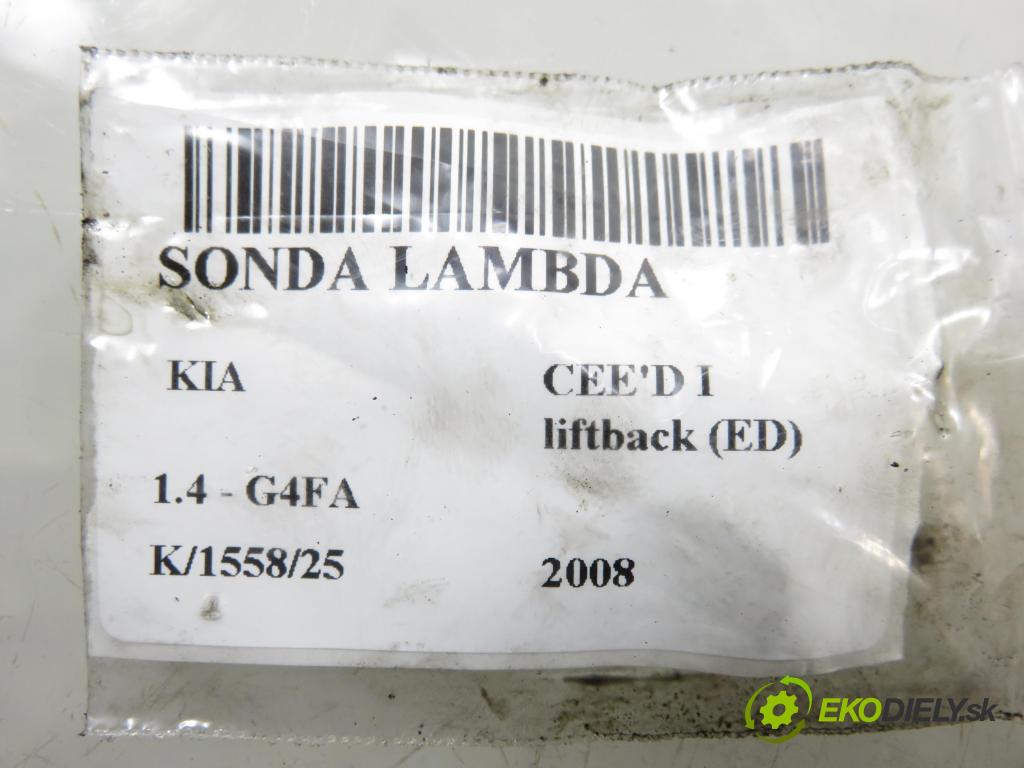 SONDA LAMBDA
KIA
CEE'D I
liftback (ED)
1.4 - G4FA
K/1558/25
2008
EKODIELY.sk